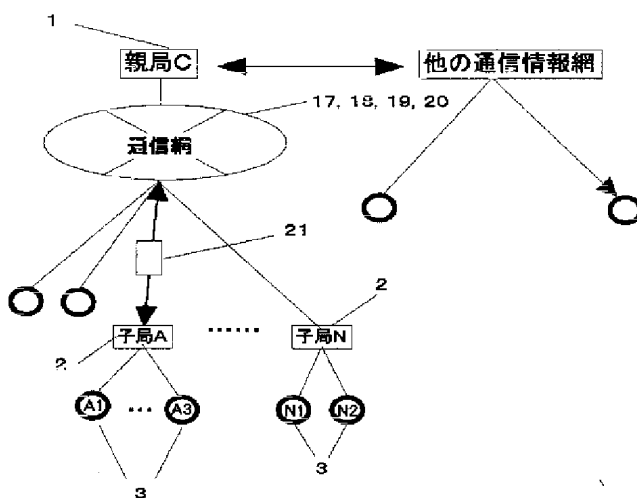 1
親局C
他の通信情報網
17, 18, 19, 20
通信網
21
2
子局A
......
子局N
2
A1
...
A3
N1
N2
3
3